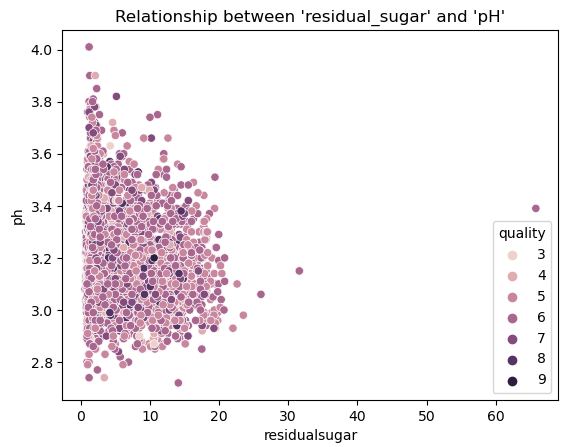 Relationship between 'residual_sugar' and 'pH'
4.0
3.8
3.6
3.4
3.2
3.0
2.8
ph
quality
3
4
5
6
7
8
9
0 10 20 30 40 50 60
residualsugar